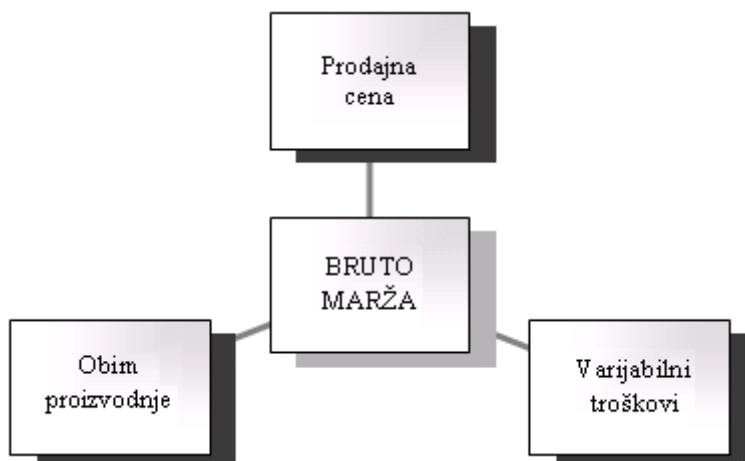 Prodajna
cena
BRUTO
MARŽA
Obim
proizvodnje
Varijabilni
troškovi